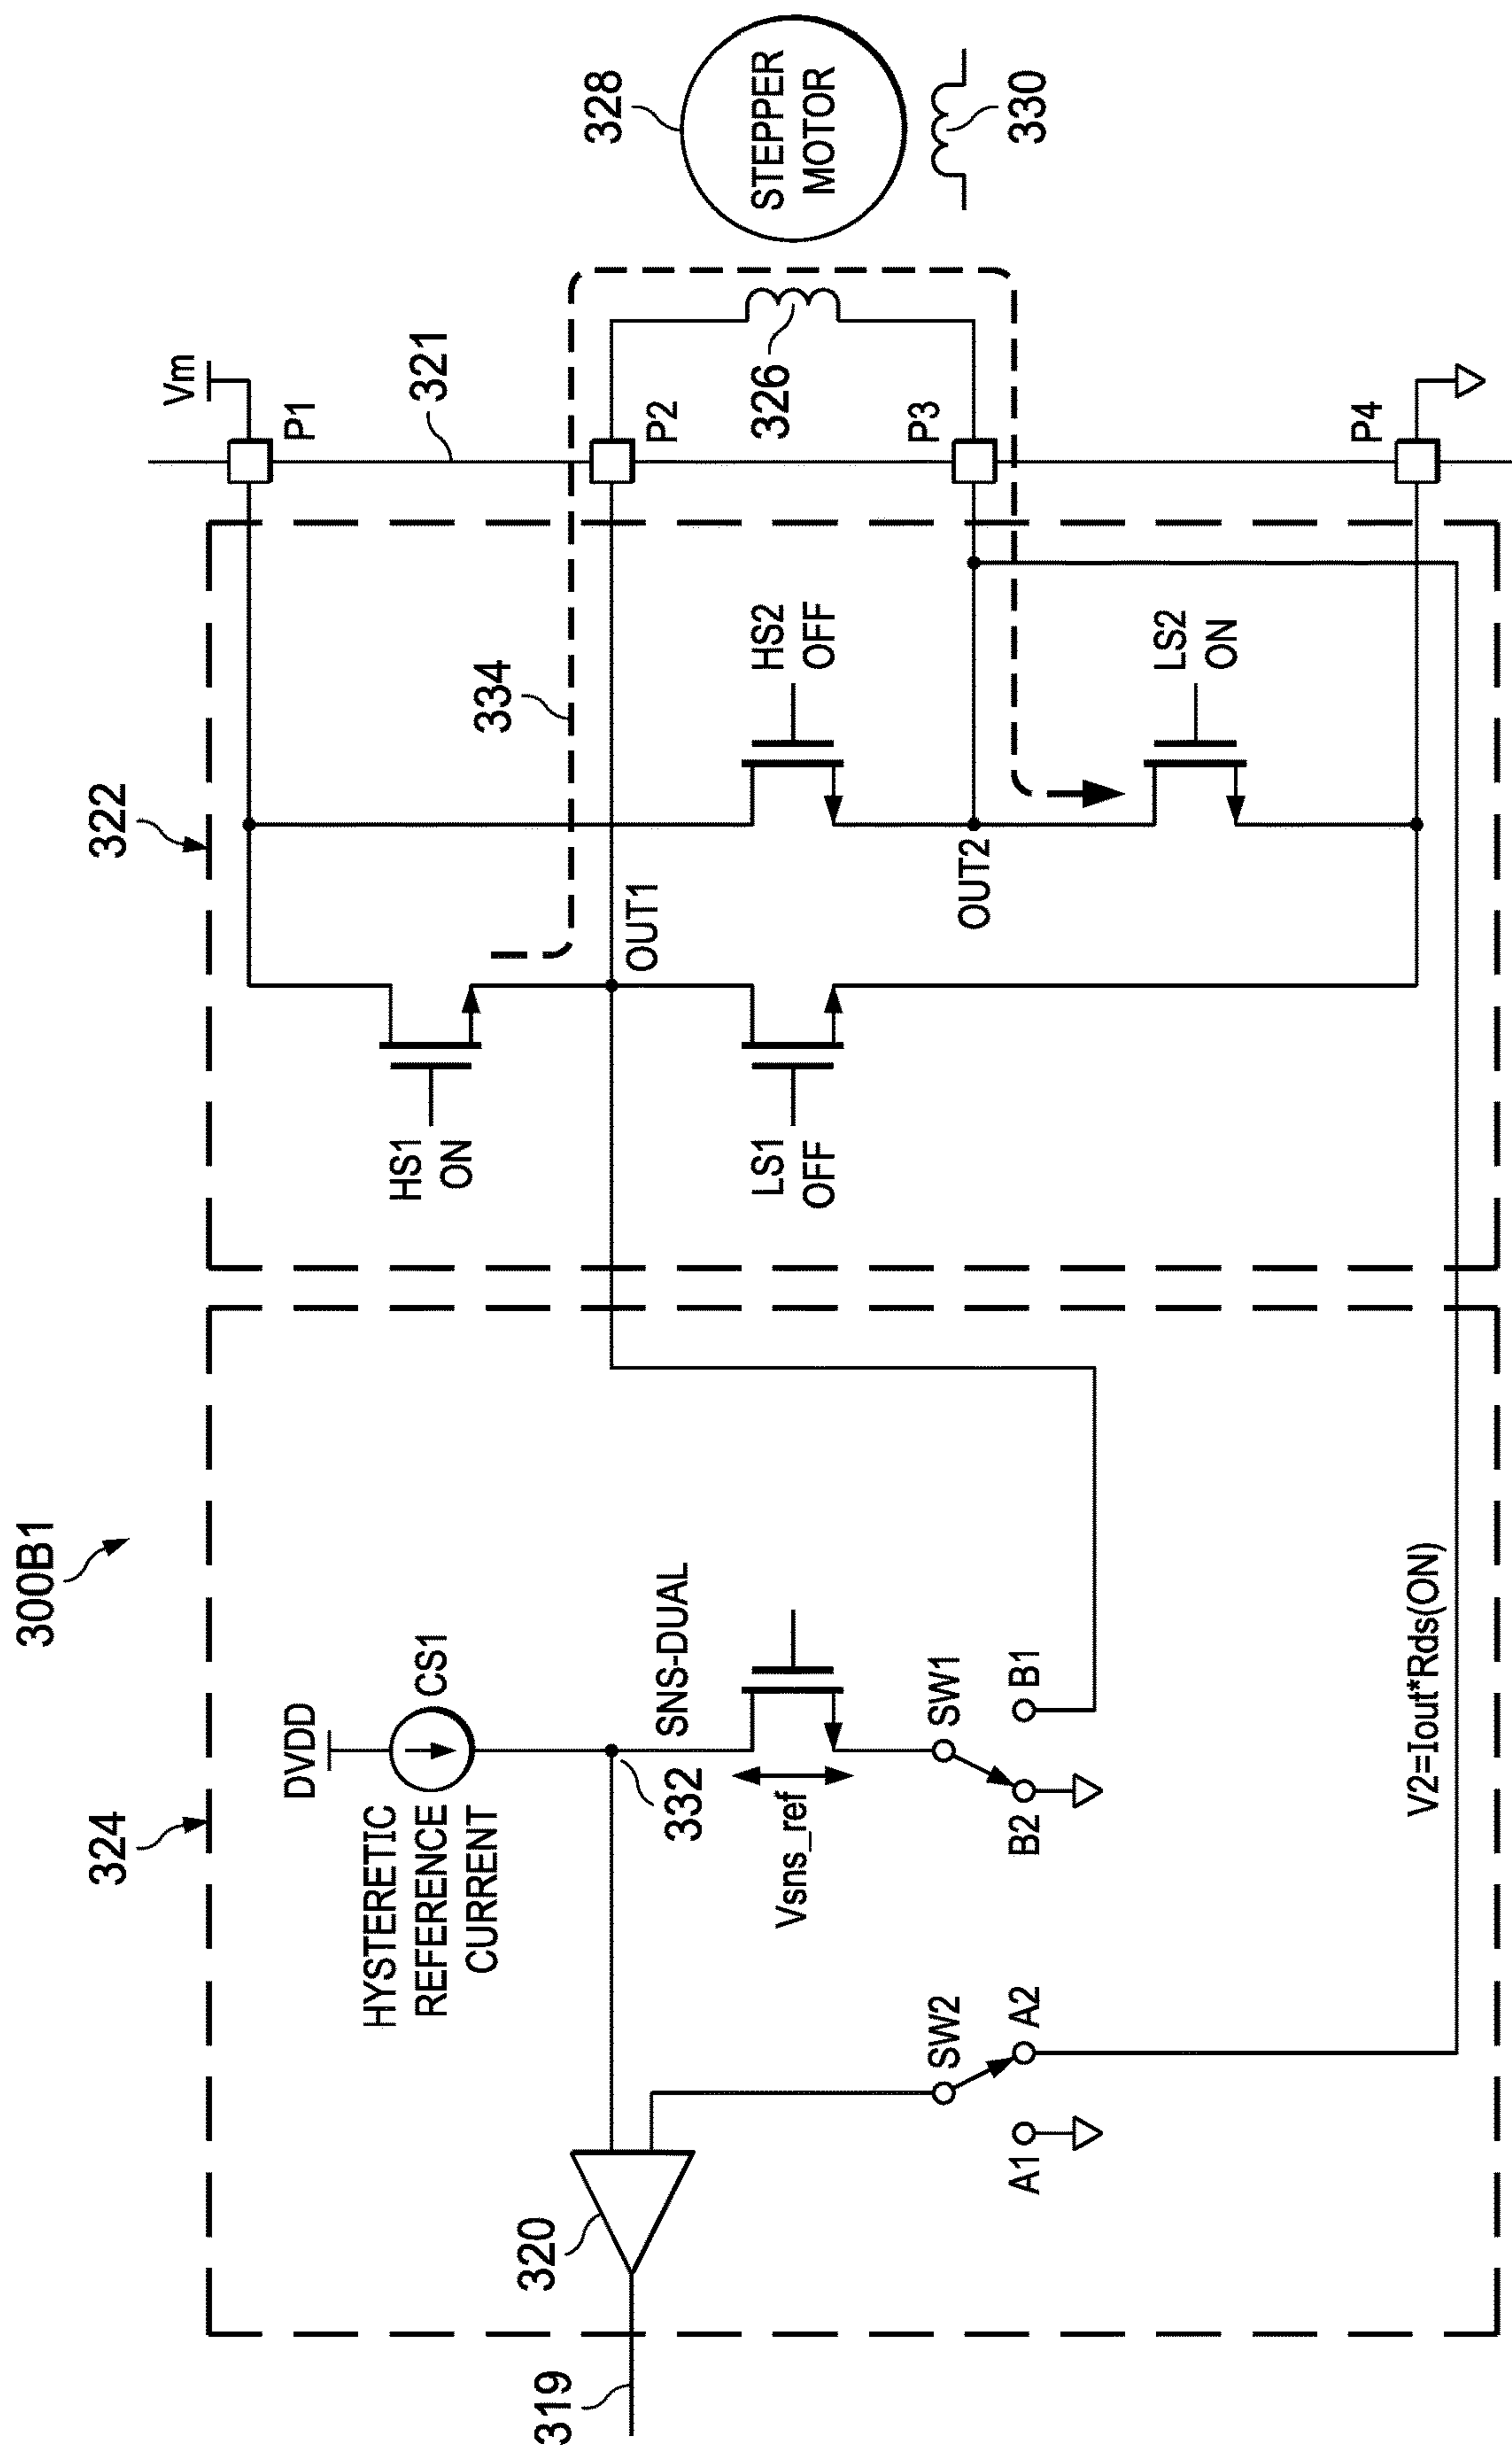 300B1
324
322
DVDD
HYSTERETIC
REFERENCE
CURRENT
CS1
332
SNS-DUAL
Vsns_ref
SW1
B1
B2
SW2
A1
A2
320
319
V2=Iout*Rds(ON)
HS1
ON
LS1
OFF
OUT1
334
HS2
OFF
OUT2
LS2
ON
Vm
P1
321
P2
P3
P4
326
328
STEPPER
MOTOR
330